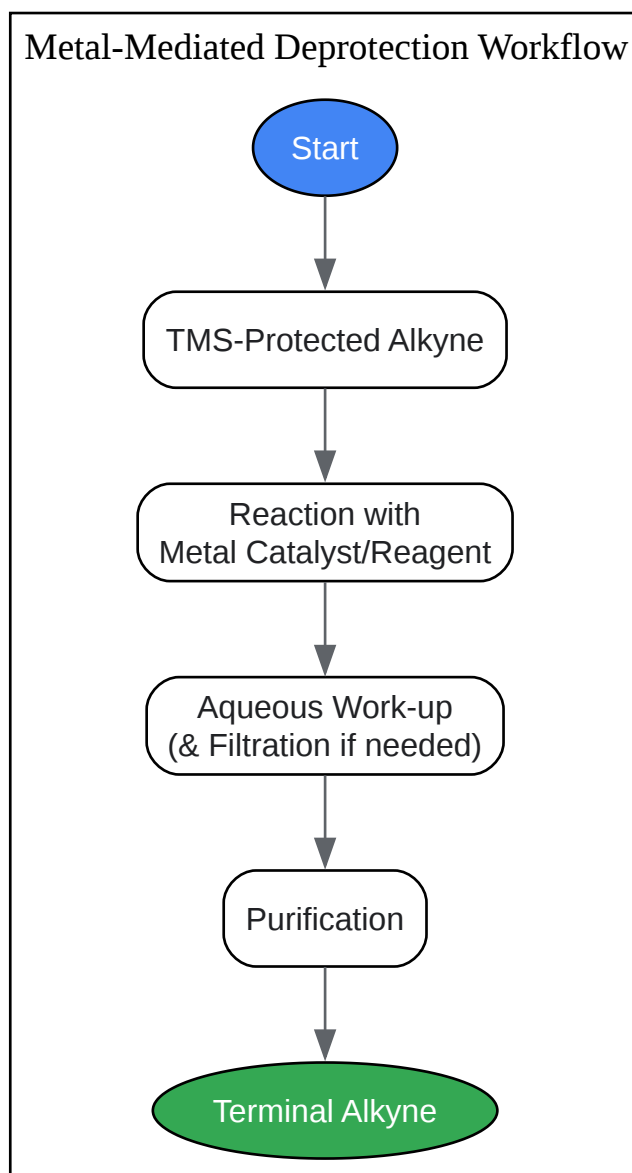 Metal-Mediated Deprotection Workflow
Start
TMS-Protected Alkyne
Reaction with
Metal Catalyst/Reagent
Aqueous Work-up
(& Filtration if needed)
Purification
Terminal Alkyne